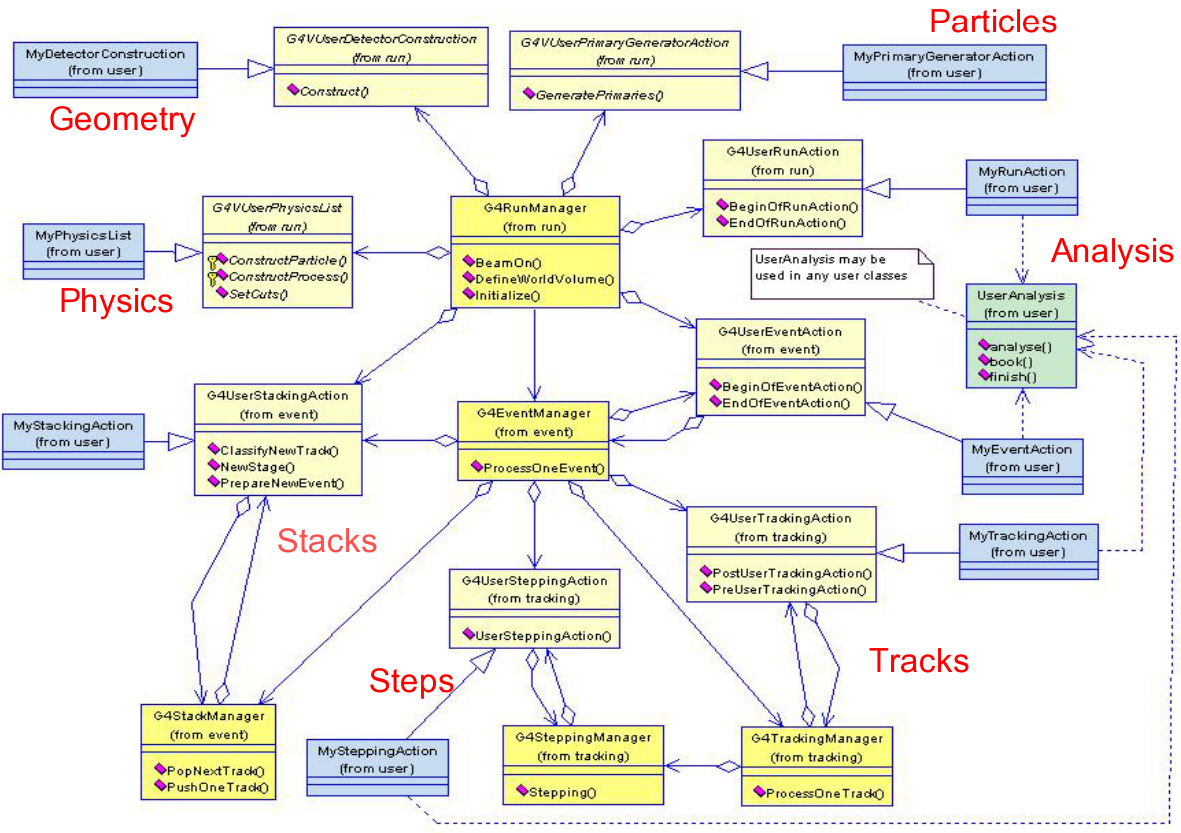 Particles
G4VUserDetectorConstruction
(from run)
Construct()
G4VUserPrimaryGeneratorAction
(from run)
GeneratePrimaries()
MyDetectorConstruction
(from user)
MyPrimaryGeneratorAction
(from user)
Geometry
G4UserRunAction
(from run)
BeginOfRunAction()
EndOfRunAction()
MyRunAction
(from user)
G4VUserPhysicsList
(from run)
ConstructParticle()
ConstructProcess()
SetCuts()
G4RunManager
(from run)
BeamOn()
DefineWorldVolume()
Initialize()
MyPhysicsList
(from user)
Physics
Analysis
UserAnalysis may be
used in any user classes
UserAnalysis
(from user)
analyse()
book()
finish()
G4UserEventAction
(from event)
BeginOfEventAction()
EndOfEventAction()
G4UserStackingAction
(from event)
ClassifyNewTrack()
NewStage()
PrepareNewEvent()
G4EventManager
(from event)
ProcessOneEvent()
MyStackingAction
(from user)
MyEventAction
(from user)
Stacks
G4UserTrackingAction
(from tracking)
PostUserTrackingAction()
PreUserTrackingAction()
MyTrackingAction
(from user)
G4UserSteppingAction
(from tracking)
UserSteppingAction()
Steps
Tracks
G4StackManager
(from event)
PopNextTrack()
PushOneTrack()
MySteppingAction
(from user)
G4SteppingManager
(from tracking)
Stepping()
G4TrackingManager
(from tracking)
ProcessOneTrack()